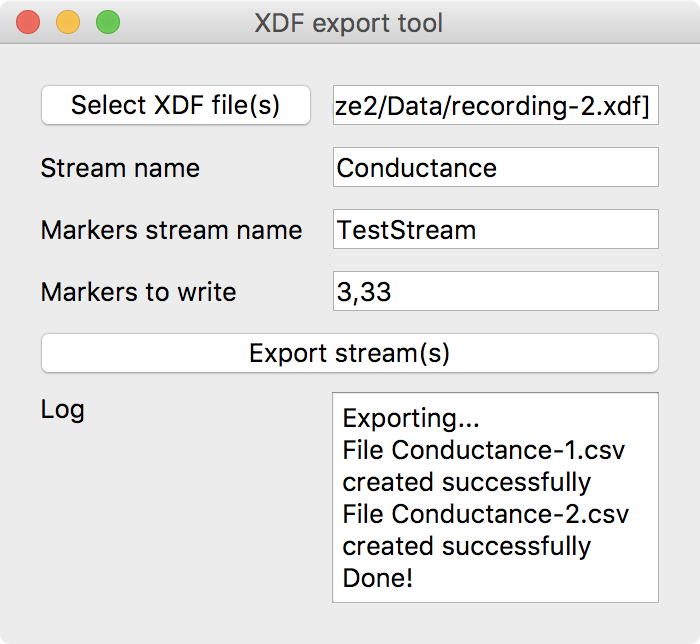 XDF export tool
Select XDF file(s)
ze2/Data/recording-2.xdf]
Stream name
Conductance
Markers stream name
TestStream
Markers to write
3,33
Export stream(s)
Log
Exporting...
File Conductance-1.csv
created successfully
File Conductance-2.csv
created successfully
Done!